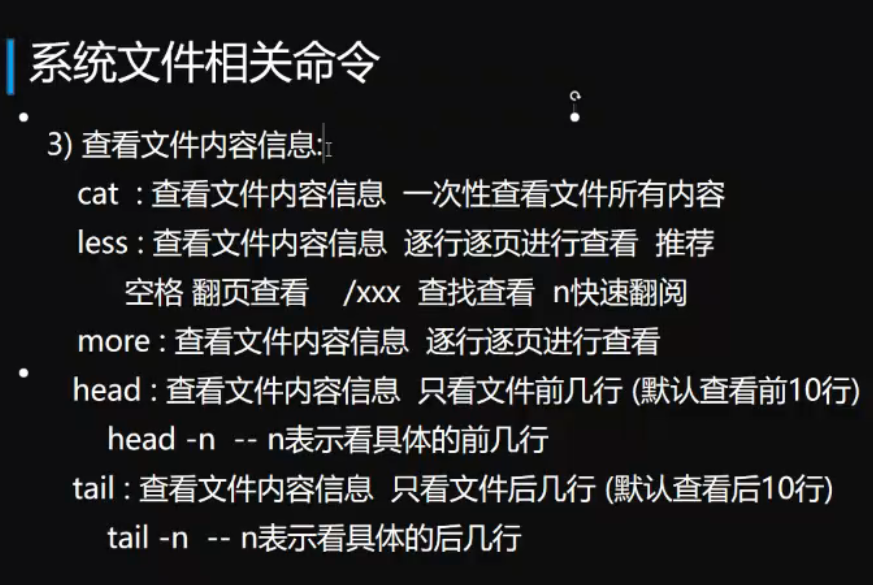 系统文件相关命令
3) 查看文件内容信息:
cat : 查看文件内容信息 一次性查看文件所有内容
less : 查看文件内容信息 逐行逐页进行查看 推荐
空格 翻页查看 /xxx 查找查看 n快速翻阅
more : 查看文件内容信息 逐行逐页进行查看
head : 查看文件内容信息 只看文件前几行 (默认查看前10行)
head -n -- n表示看具体的前几行
tail : 查看文件内容信息 只看文件后几行 (默认查看后10行)
tail -n -- n表示看具体的后几行